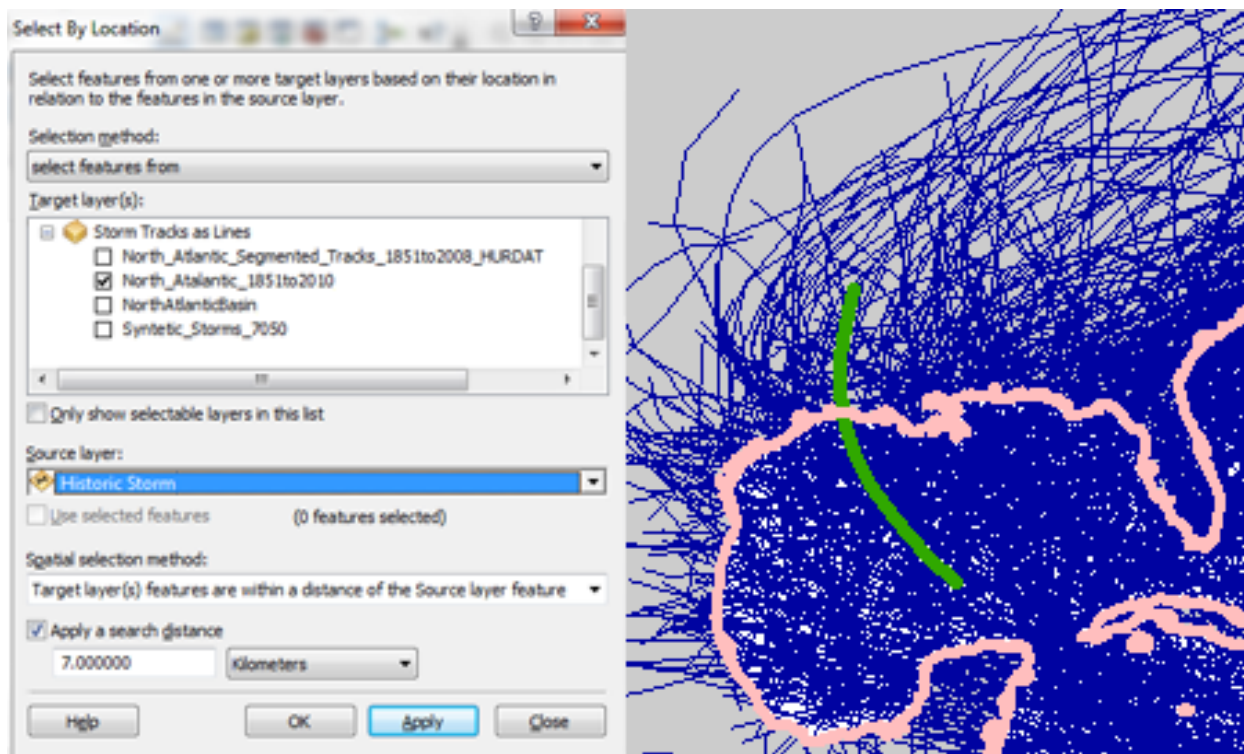 Select By Location
?
Select features from one or more target layers based on their location in
relation to the features in the source layer.
Selection method:
select features from
Target layer(s):
Storm Tracks as Lines
North_Atlantic_Segmented_Tracks_1851to2008_HURDAT
North_Atalantic_1851to2010
NorthAtlanticBasin
Syntetic_Storms_7050
Only show selectable layers in this list
Source layer:
Historic Storm
Use selected features (0 features selected)
Spatial selection method:
Target layer(s) features are within a distance of the Source layer feature
Apply a search distance
7.000000 Kilometers
Help OK Apply Close